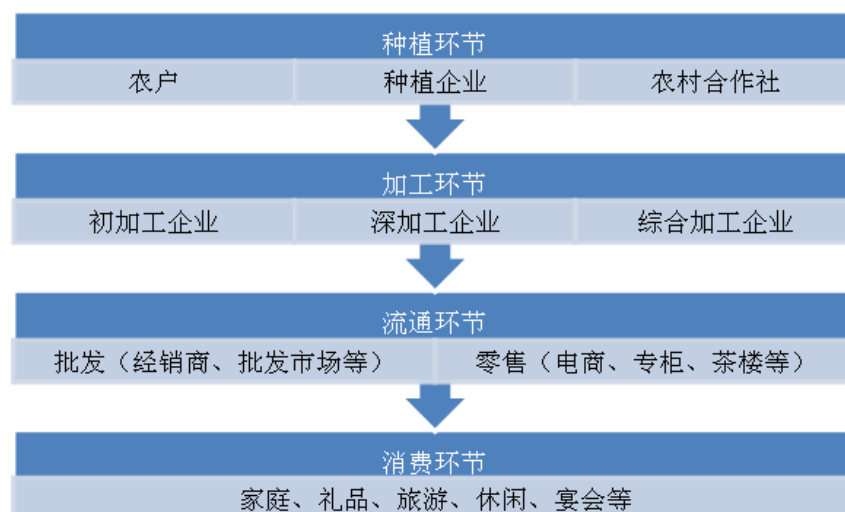 种植环节
农户 种植企业 农村合作社
加工环节
初加工企业 深加工企业 综合加工企业
流通环节
批发（经销商、批发市场等） 零售（电商、专柜、茶楼等）
消费环节
家庭、礼品、旅游、休闲、宴会等